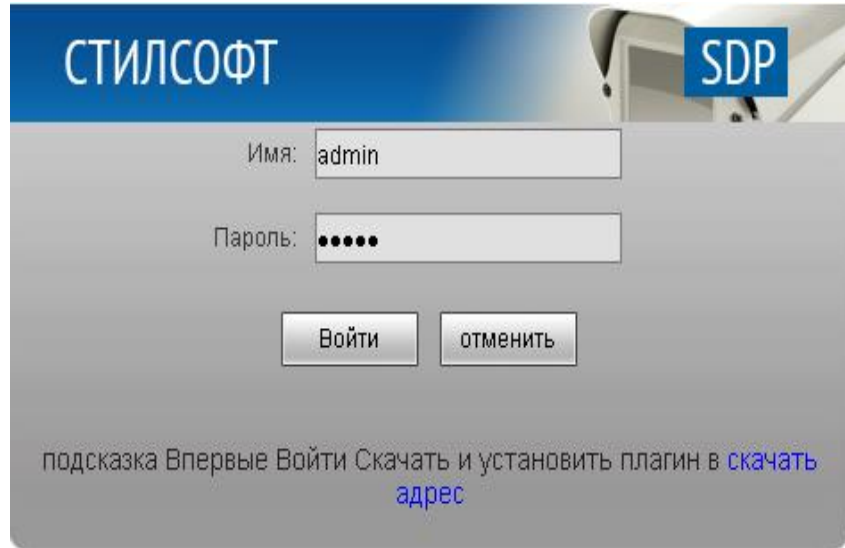 СТИЛСОФТ
SDP
Имя: admin
Пароль: •••••
Войти отменить
подсказка Впервые Войти Скачать и установить плагин в скачать
адрес